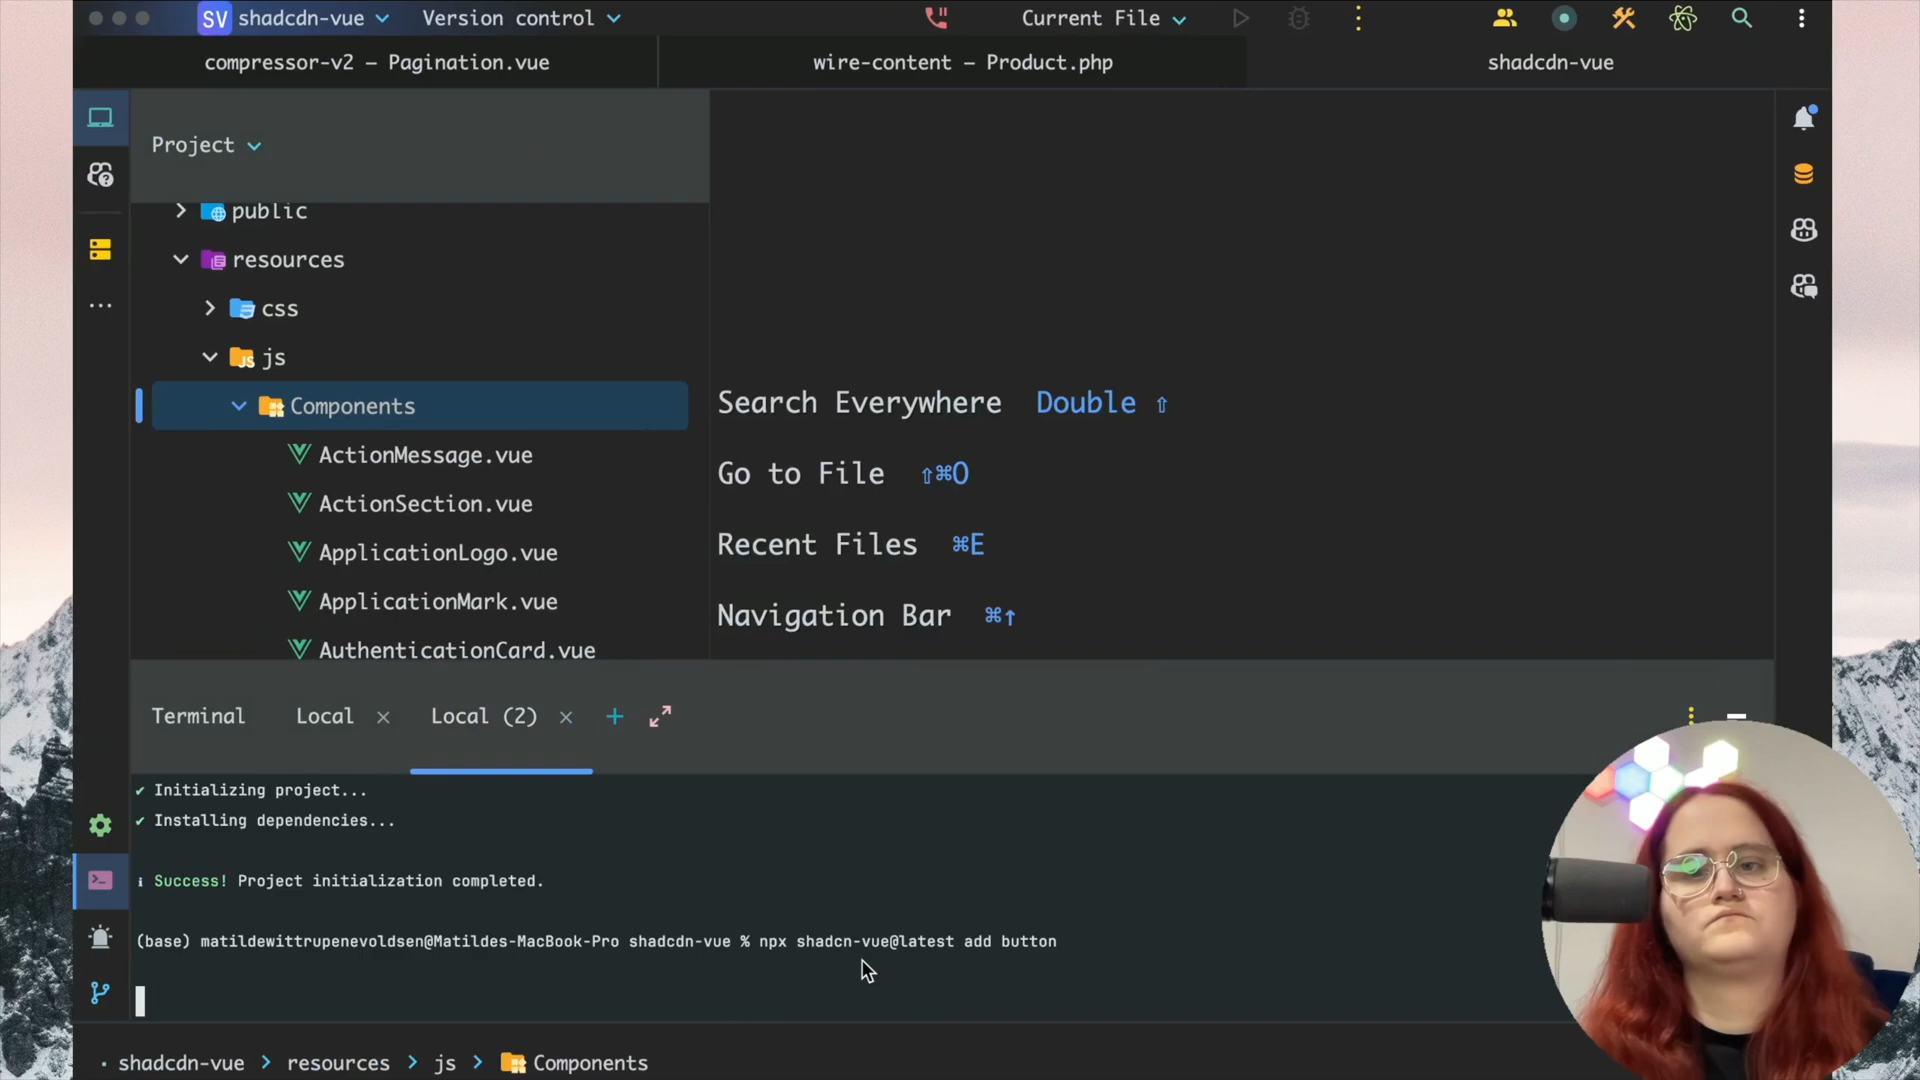 SV shadcdn-vue Version control Current File
compressor-v2 – Pagination.vue wire-content – Product.php shadcdn-vue
Project
public
resources
css
JS js
Components
ActionMessage.vue
ActionSection.vue
ApplicationLogo.vue
ApplicationMark.vue
AuthenticationCard.vue
Search Everywhere Double ⇧
Go to File ⇧⌘O
Recent Files ⌘E
Navigation Bar ⌘↑
Terminal Local × Local (2) × +
✔ Initializing project...
✔ Installing dependencies...
ℹ Success! Project initialization completed.
(base) matildewittrupenevoldsen@Matildes-MacBook-Pro shadcdn-vue % npx shadcn-vue@latest add button
shadcdn-vue > resources > js > Components